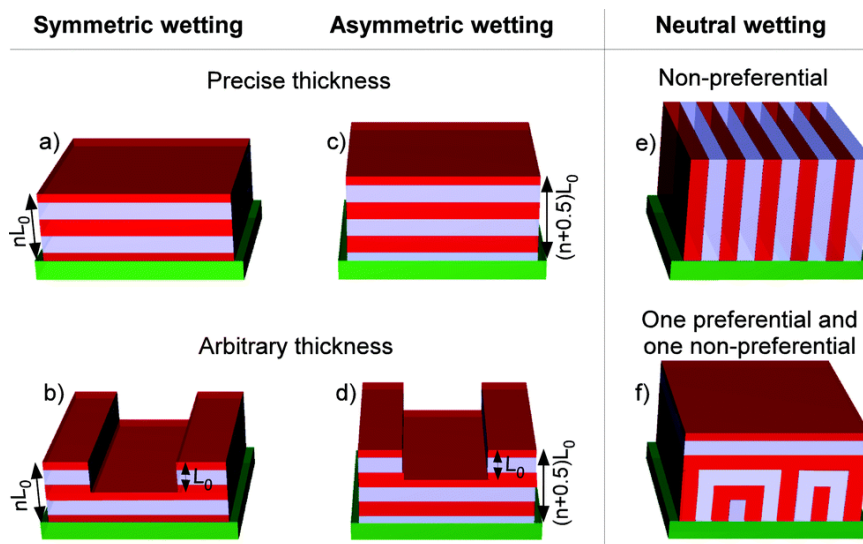 Symmetric wetting
Asymmetric wetting
Neutral wetting
Precise thickness
Non-preferential
a)
c)
e)
nL₀
(n+0.5)L₀
Arbitrary thickness
One preferential and
one non-preferential
b)
d)
f)
nL₀
L₀
L₀
(n+0.5)L₀